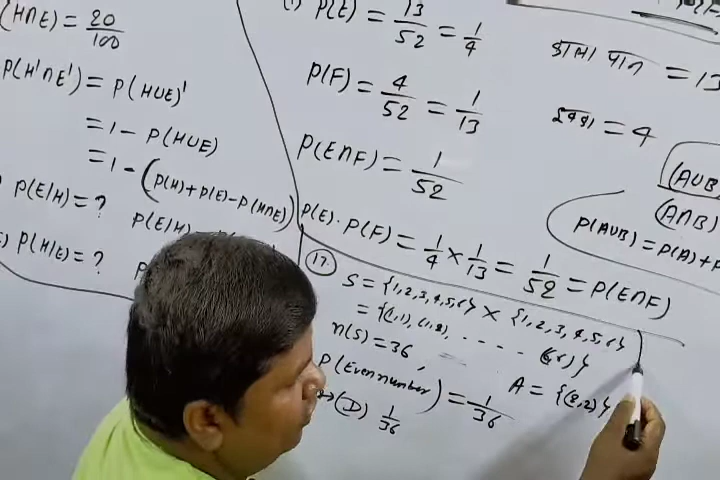 (H∩E) = 20/100
P(H'∩E') = P(H∪E)'
= 1 - P(H∪E)
= 1 - (P(H)+P(E)-P(H∩E))
P(E|H) = ?
P(E|H)
P(H|E) = ?
P(E) = 13/52 = 1/4
P(F) = 4/52 = 1/13
P(E∩F) = 1/52
P(E)·P(F) = 1/4 × 1/13 = 1/52 = P(E∩F)
= 13
इक्का = 4
(A∪B)
(A∩B)
P(A∪B) = P(A)+P
17. S = {1,2,3,4,5,6} × {1,2,3,4,5,6}
= {(1,1), (1,2), ..... (6,6)}
n(S) = 36, A = {(2,2)}
P(Even number) = 1/36
→ (D) 1/36